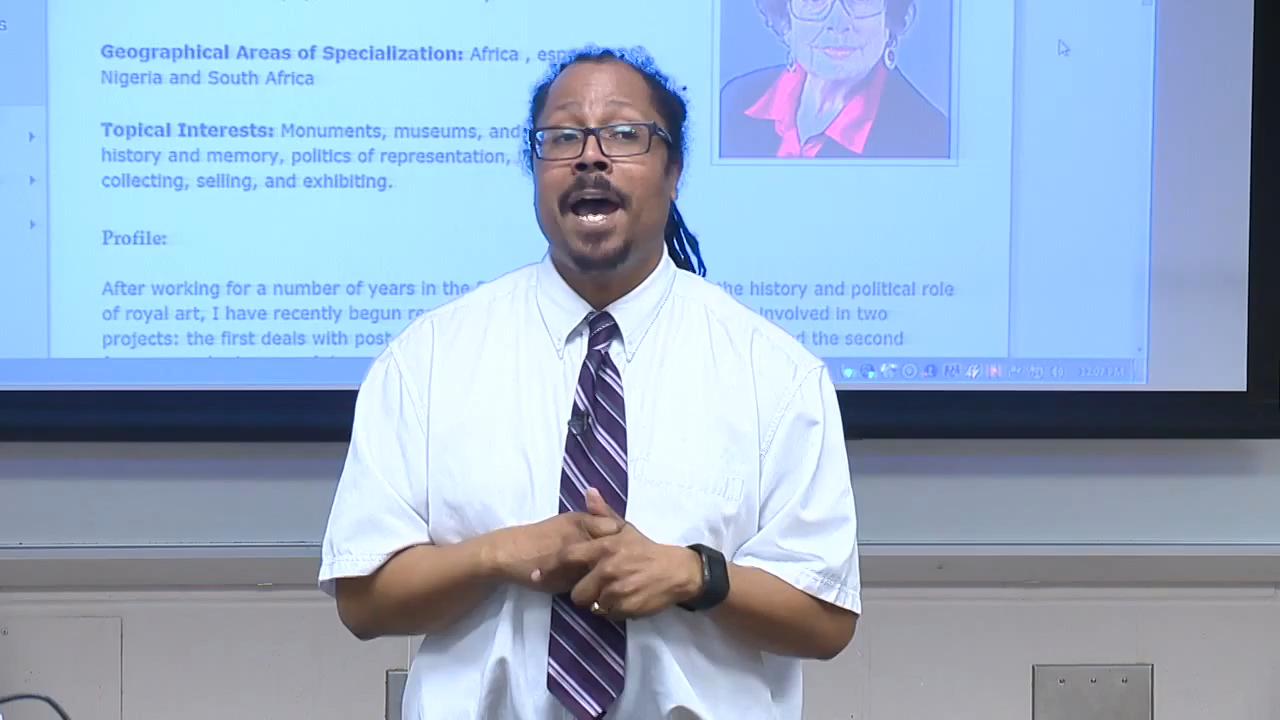 s
Geographical Areas of Specialization: Africa , esp
Nigeria and South Africa
Topical Interests: Monuments, museums, and
history and memory, politics of representation,
collecting, selling, and exhibiting.
Profile:
After working for a number of years in the the history and political role
of royal art, I have recently begun involved in two
projects: the first deals with post the second